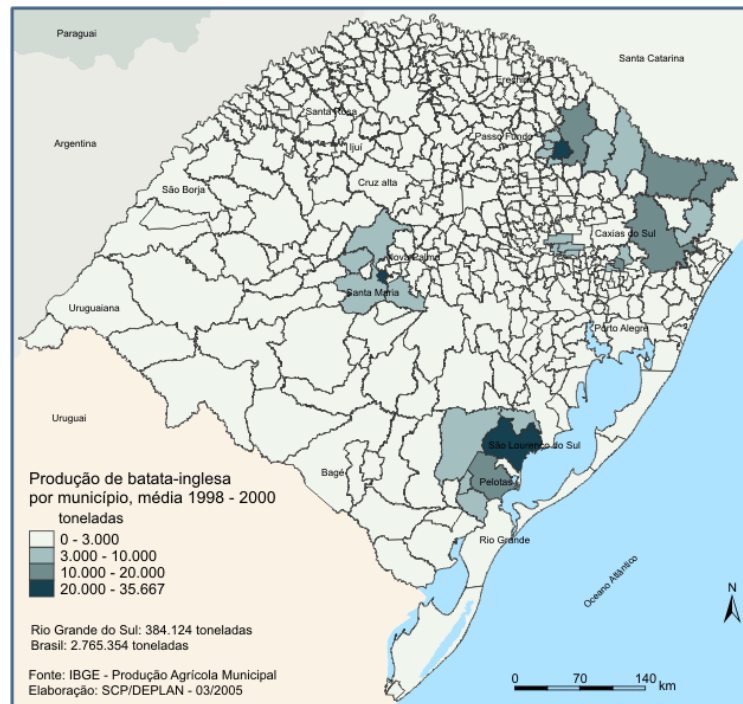 Paraguai
Santa Catarina
Erechim
Argentina
Santa Rosa
Passo Fundo
Ijuí
São Borja
Cruz alta
Caxias do Sul
Nova Palma
Santa Maria
Uruguaiana
Porto Alegre
Uruguai
São Lourenço do Sul
Bagé
Pelotas
Rio Grande
Oceano Atlântico
Produção de batata-inglesa
por município, média 1998 - 2000
toneladas
0 - 3.000
3.000 - 10.000
10.000 - 20.000
20.000 - 35.667
Rio Grande do Sul: 384.124 toneladas
Brasil: 2.765.354 toneladas
Fonte: IBGE - Produção Agrícola Municipal
Elaboração: SCP/DEPLAN - 03/2005
N
0 70 140
km